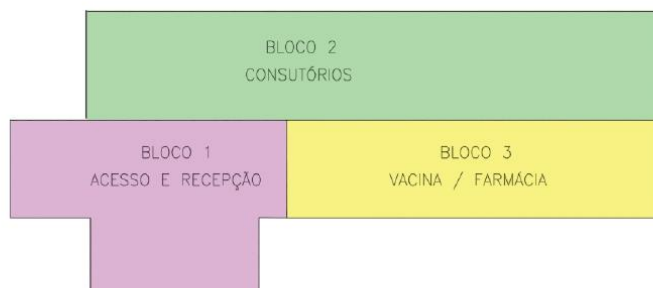 BLOCO 2
CONSUTÓRIOS
BLOCO 1
ACESSO E RECEPÇÃO
BLOCO 3
VACINA / FARMÁCIA